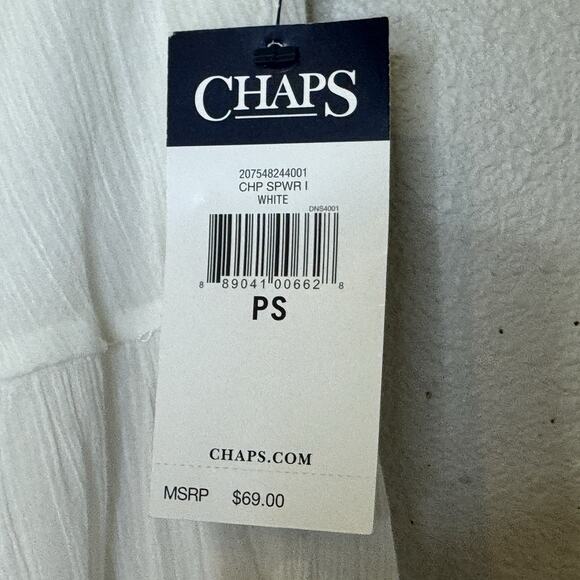 CHAPS
207548244001
CHP SPWR I
WHITE
DNS4001
8 89041 00662 8
PS
CHAPS.COM
MSRP $69.00